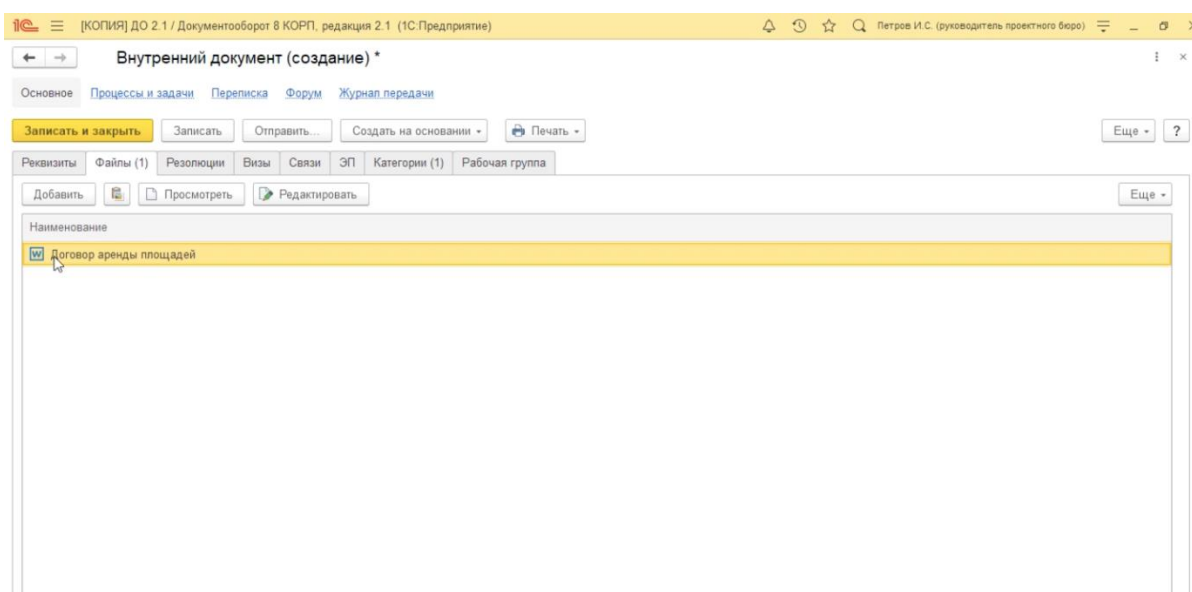 1С [КОПИЯ] ДО 2.1 / Документооборот 8 КОРП, редакция 2.1 (1С:Предприятие) Петров И.С. (руководитель проектного бюро)
Внутренний документ (создание) *
Основное Процессы и задачи Переписка Форум Журнал передачи
Записать и закрыть Записать Отправить... Создать на основании Печать Еще ?
Реквизиты Файлы (1) Резолюции Визы Связи ЭП Категории (1) Рабочая группа
Добавить Просмотреть Редактировать Еще
Наименование
W Договор аренды площадей